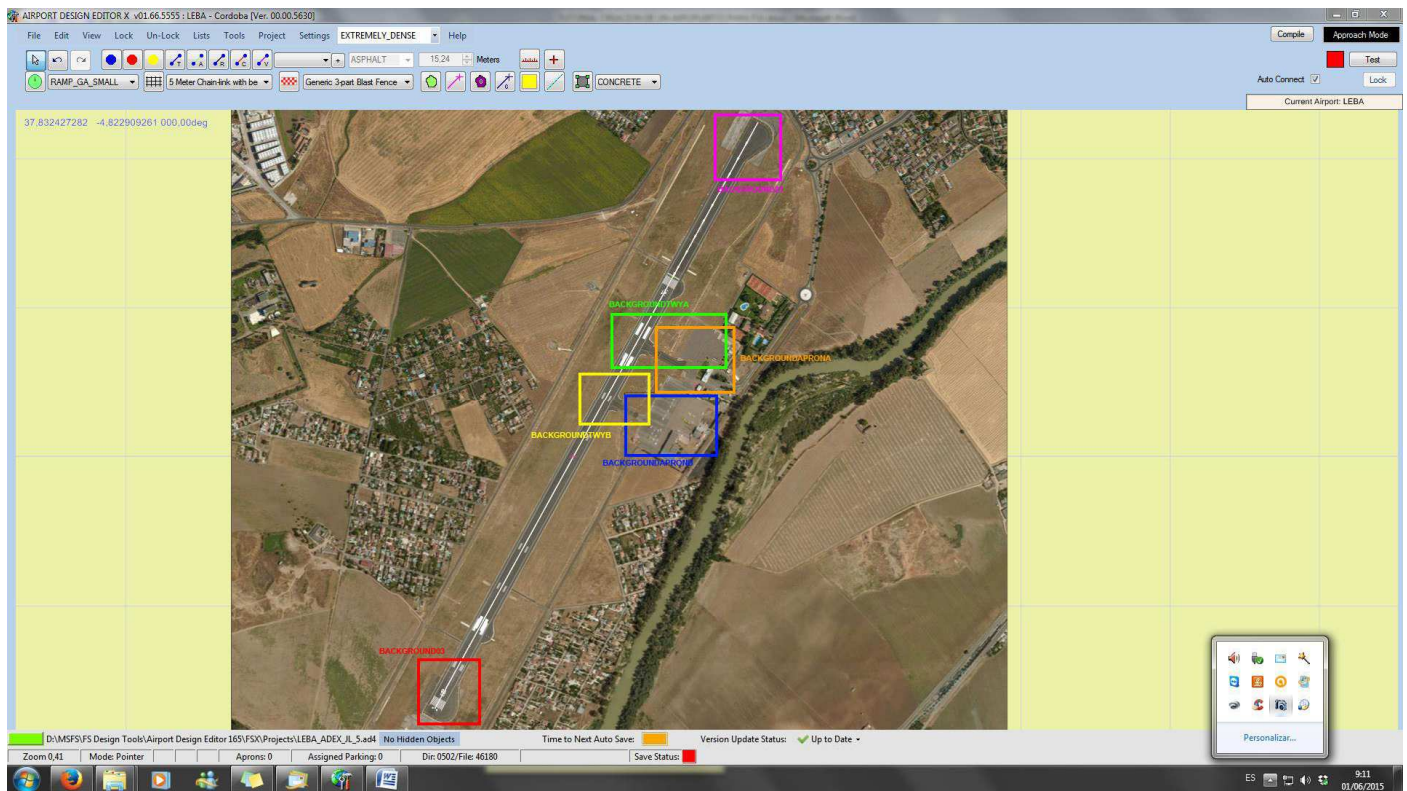 AIRPORT DESIGN EDITOR X v01.66.5555 : LEBA - Cordoba [Ver. 00.00.5630]
File Edit View Lock Un-Lock Lists Tools Project Settings EXTREMELY_DENSE Help Compile Approach Mode
ASPHALT 15,24 Meters Test
RAMP_GA_SMALL 5 Meter Chain-link with be Generic 3-part Blast Fence CONCRETE Auto Connect Lock
Current Airport: LEBA
37.832427282 -4.822909261 000,00deg
BACKGROUNDTWYA
BACKGROUNDAPRONA
BACKGROUNDTWYB
BACKGROUNDAPRONB
BACKGROUND03
Personalizar...
D:\MSFS\FS Design Tools\Airport Design Editor 165\FSX\Projects\LEBA_ADEX_JL_5.ad4 No Hidden Objects Time to Next Auto Save: Version Update Status: Up to Date
Zoom 0,41 Mode: Pointer Aprons: 0 Assigned Parking: 0 Dir: 0502/File: 46180 Save Status:
ES 9:11
01/06/2015